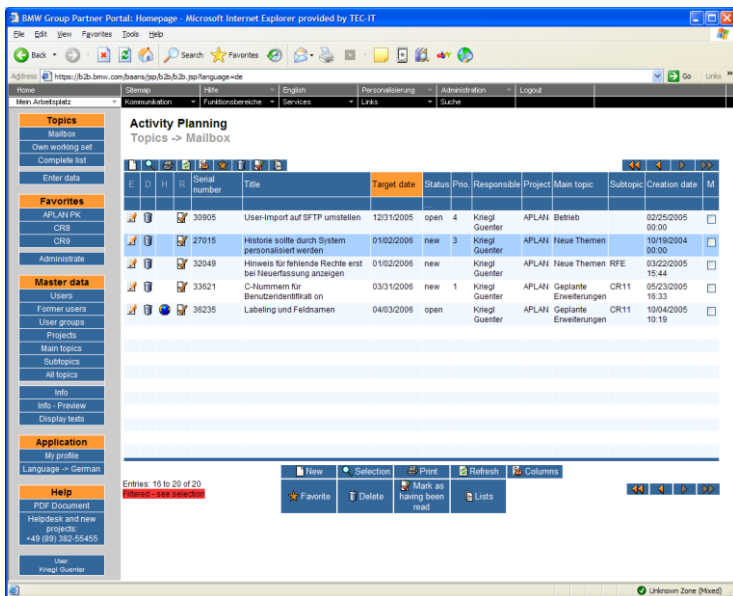 BMW Group Partner Portal: Homepage - Microsoft Internet Explorer provided by TEC-IT
File Edit View Favorites Tools Help
Back Search Favorites
Address https://b2b.bmw.com/baans/jsp/b2b/b2b.jsp?language=de Go Links
Home Sitemap Hilfe English Personalisierung Administration Logout
Mein Arbeitsplatz Kommunikation Funktionsbereiche Services Links Suche
Topics
Mailbox
Own working set
Complete list
Enter data
Favorites
APLAN PK
CR8
CR9
Administrate
Master data
Users
Former users
User groups
Projects
Main topics
Subtopics
All topics
Info
Info - Preview
Display texts
Application
My profile
Language -> German
Help
PDF Document
Helpdesk and new
projects:
+49 (89) 382-55455
User:
Kriegl Guenter
Activity Planning
Topics -> Mailbox
E D H R Serial number Title Target date Status Prio. Responsible Project Main topic Subtopic Creation date M
...
30905 User-Import auf SFTP umstellen 12/31/2005 open 4 Kriegl Guenter APLAN Betrieb 02/25/2005 00:00
27015 Historie sollte durch System personalisiert werden 01/02/2006 new 3 Kriegl Guenter APLAN Neue Themen 10/19/2004 00:00
32049 Hinweis für fehlende Rechte erst bei Neuerfassung anzeigen 01/02/2006 new Kriegl Guenter APLAN Neue Themen RFE 03/22/2005 15:44
33621 C-Nummern für Benutzeridentifikati on 03/31/2006 new 1 Kriegl Guenter APLAN Geplante Erweiterungen CR11 05/23/2005 16:33
36235 Labeling und Feldnamen 04/03/2006 open Kriegl Guenter APLAN Geplante Erweiterungen CR11 10/04/2005 10:19
New Selection Print Refresh Columns
Entries: 16 to 20 of 20
Filtered - see selection
Favorite Delete Mark as having been read Lists
Unknown Zone (Mixed)